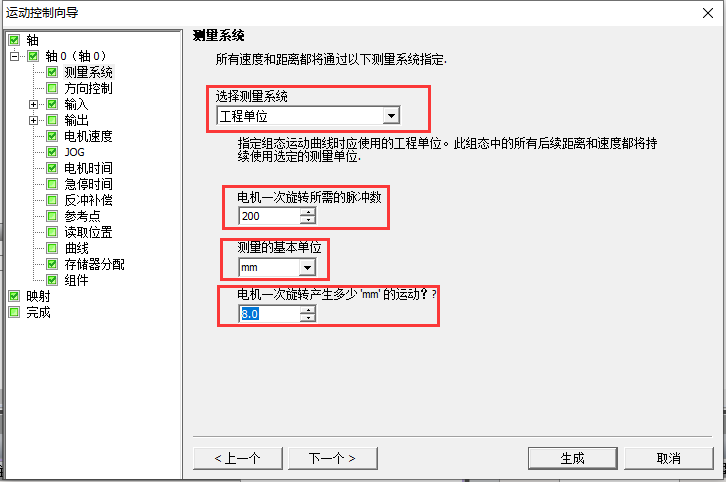 运动控制向导
轴
轴 0（轴 0）
测量系统
方向控制
输入
输出
电机速度
JOG
电机时间
急停时间
反冲补偿
参考点
读取位置
曲线
存储器分配
组件
映射
完成
测量系统
所有速度和距离都将通过以下测量系统指定.
选择测量系统
工程单位
指定组态运动曲线时应使用的工程单位。此组态中的所有后续距离和速度都将持
续使用选定的测量单位.
电机一次旋转所需的脉冲数
200
测量的基本单位
mm
电机一次旋转产生多少 'mm' 的运动？?
8.0
< 上一个
下一个 >
生成
取消